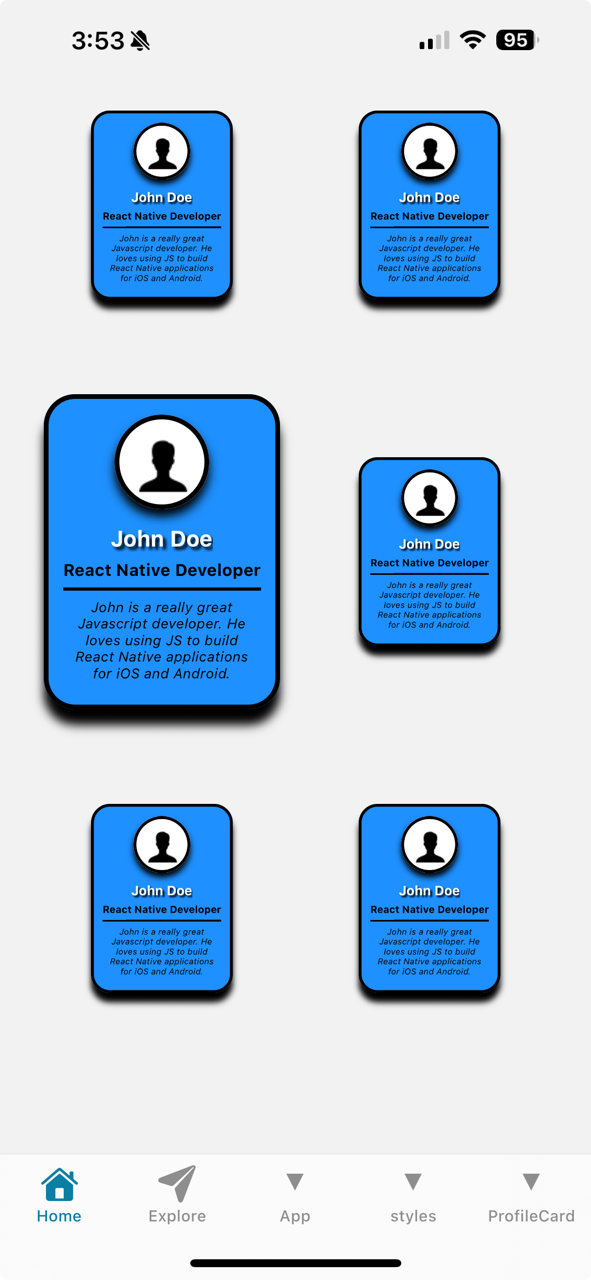 3:53
95
John Doe
React Native Developer
John is a really great
Javascript developer. He
loves using JS to build
React Native applications
for iOS and Android.
John Doe
React Native Developer
John is a really great
Javascript developer. He
loves using JS to build
React Native applications
for iOS and Android.
John Doe
React Native Developer
John is a really great
Javascript developer. He
loves using JS to build
React Native applications
for iOS and Android.
John Doe
React Native Developer
John is a really great
Javascript developer. He
loves using JS to build
React Native applications
for iOS and Android.
John Doe
React Native Developer
John is a really great
Javascript developer. He
loves using JS to build
React Native applications
for iOS and Android.
John Doe
React Native Developer
John is a really great
Javascript developer. He
loves using JS to build
React Native applications
for iOS and Android.
Home
Explore
App
styles
ProfileCard